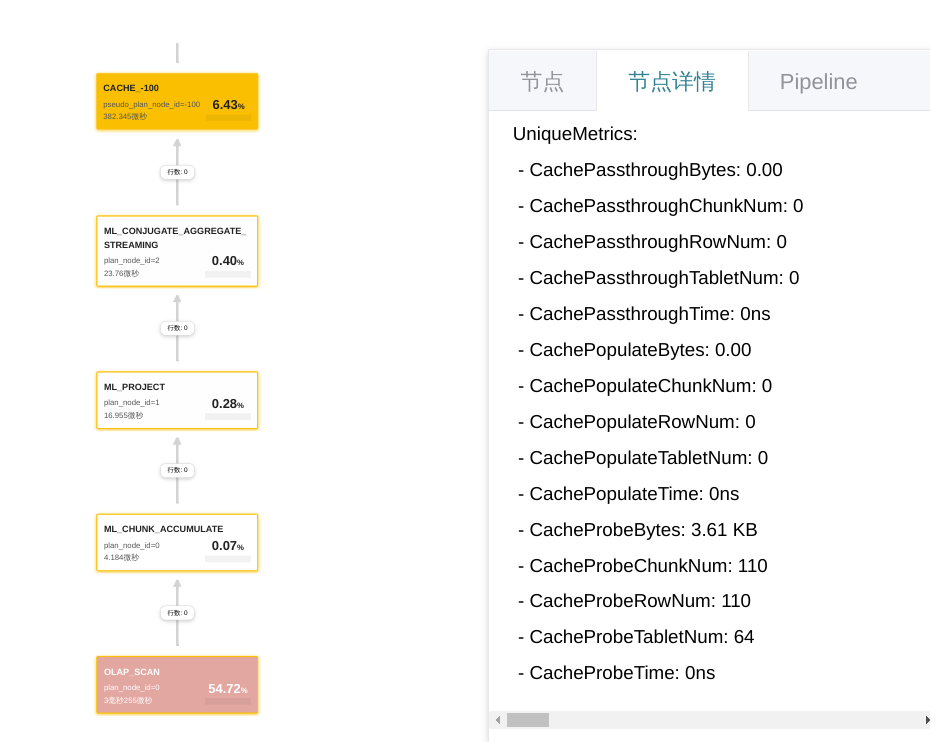 CACHE_-100
pseudo_plan_node_id=-100
6.43%
382.345微秒
行数: 0
ML_CONJUGATE_AGGREGATE_
STREAMING
plan_node_id=2
0.40%
23.76微秒
行数: 0
ML_PROJECT
plan_node_id=1
0.28%
16.955微秒
行数: 0
ML_CHUNK_ACCUMULATE
plan_node_id=0
0.07%
4.184微秒
行数: 0
OLAP_SCAN
plan_node_id=0
54.72%
3毫秒255微秒
节点
节点详情
Pipeline
UniqueMetrics:
- CachePassthroughBytes: 0.00
- CachePassthroughChunkNum: 0
- CachePassthroughRowNum: 0
- CachePassthroughTabletNum: 0
- CachePassthroughTime: 0ns
- CachePopulateBytes: 0.00
- CachePopulateChunkNum: 0
- CachePopulateRowNum: 0
- CachePopulateTabletNum: 0
- CachePopulateTime: 0ns
- CacheProbeBytes: 3.61 KB
- CacheProbeChunkNum: 110
- CacheProbeRowNum: 110
- CacheProbeTabletNum: 64
- CacheProbeTime: 0ns